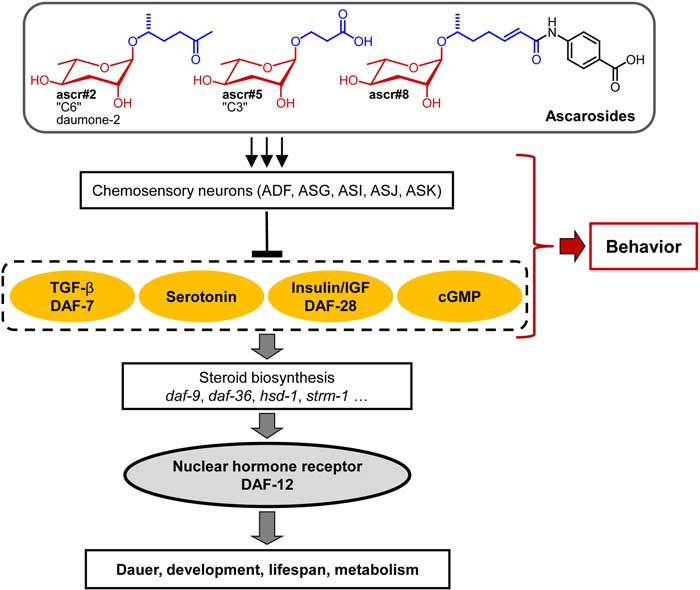 O
O
O
O
OH
O
H
N
O
O
O
O
OH
HO
O
HO
O
HO
O
ascr#2
OH
ascr#5
OH
ascr#8
OH
O
"C6"
"C3"
daumone-2
Ascarosides
Chemosensory neurons (ADF, ASG, ASI, ASJ, ASK)
Behavior
TGF-β
DAF-7
Serotonin
Insulin/IGF
DAF-28
cGMP
Steroid biosynthesis
daf-9, daf-36, hsd-1, strm-1 …
Nuclear hormone receptor
DAF-12
Dauer, development, lifespan, metabolism